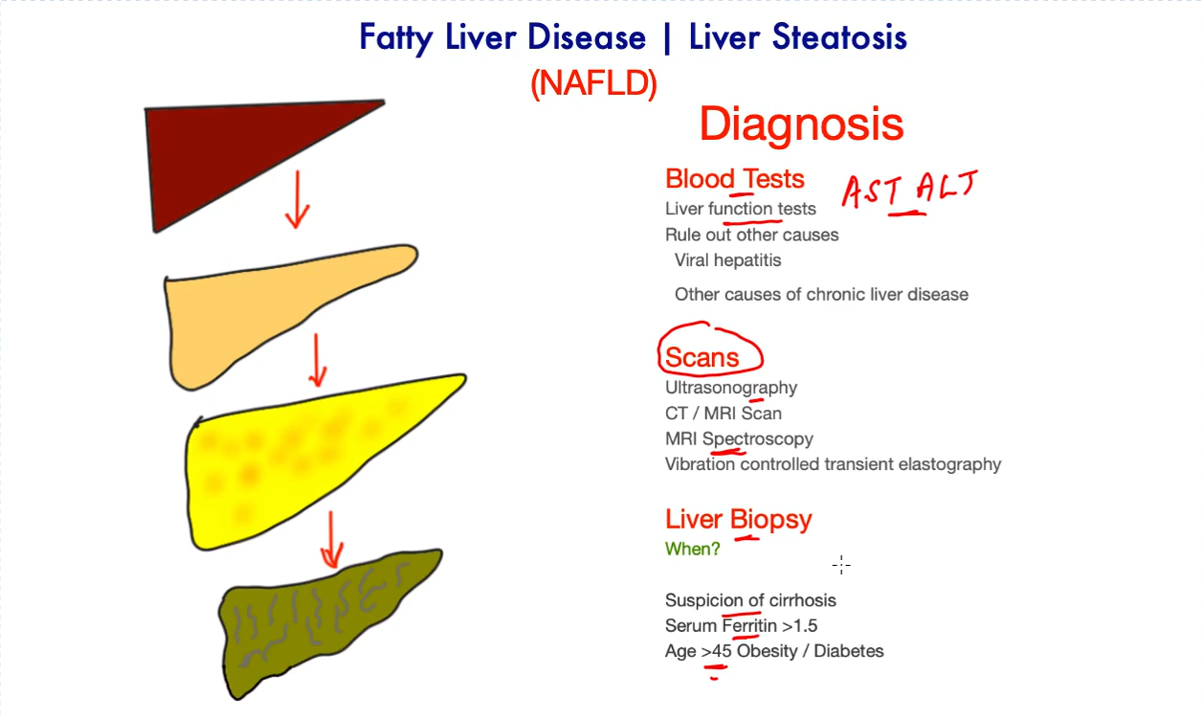 Fatty Liver Disease | Liver Steatosis
(NAFLD)
Diagnosis
Blood Tests
AST ALT
Liver function tests
Rule out other causes
Viral hepatitis
Other causes of chronic liver disease
Scans
Ultrasonography
CT / MRI Scan
MRI Spectroscopy
Vibration controlled transient elastography
Liver Biopsy
When?
Suspicion of cirrhosis
Serum Ferritin >1.5
Age >45 Obesity / Diabetes